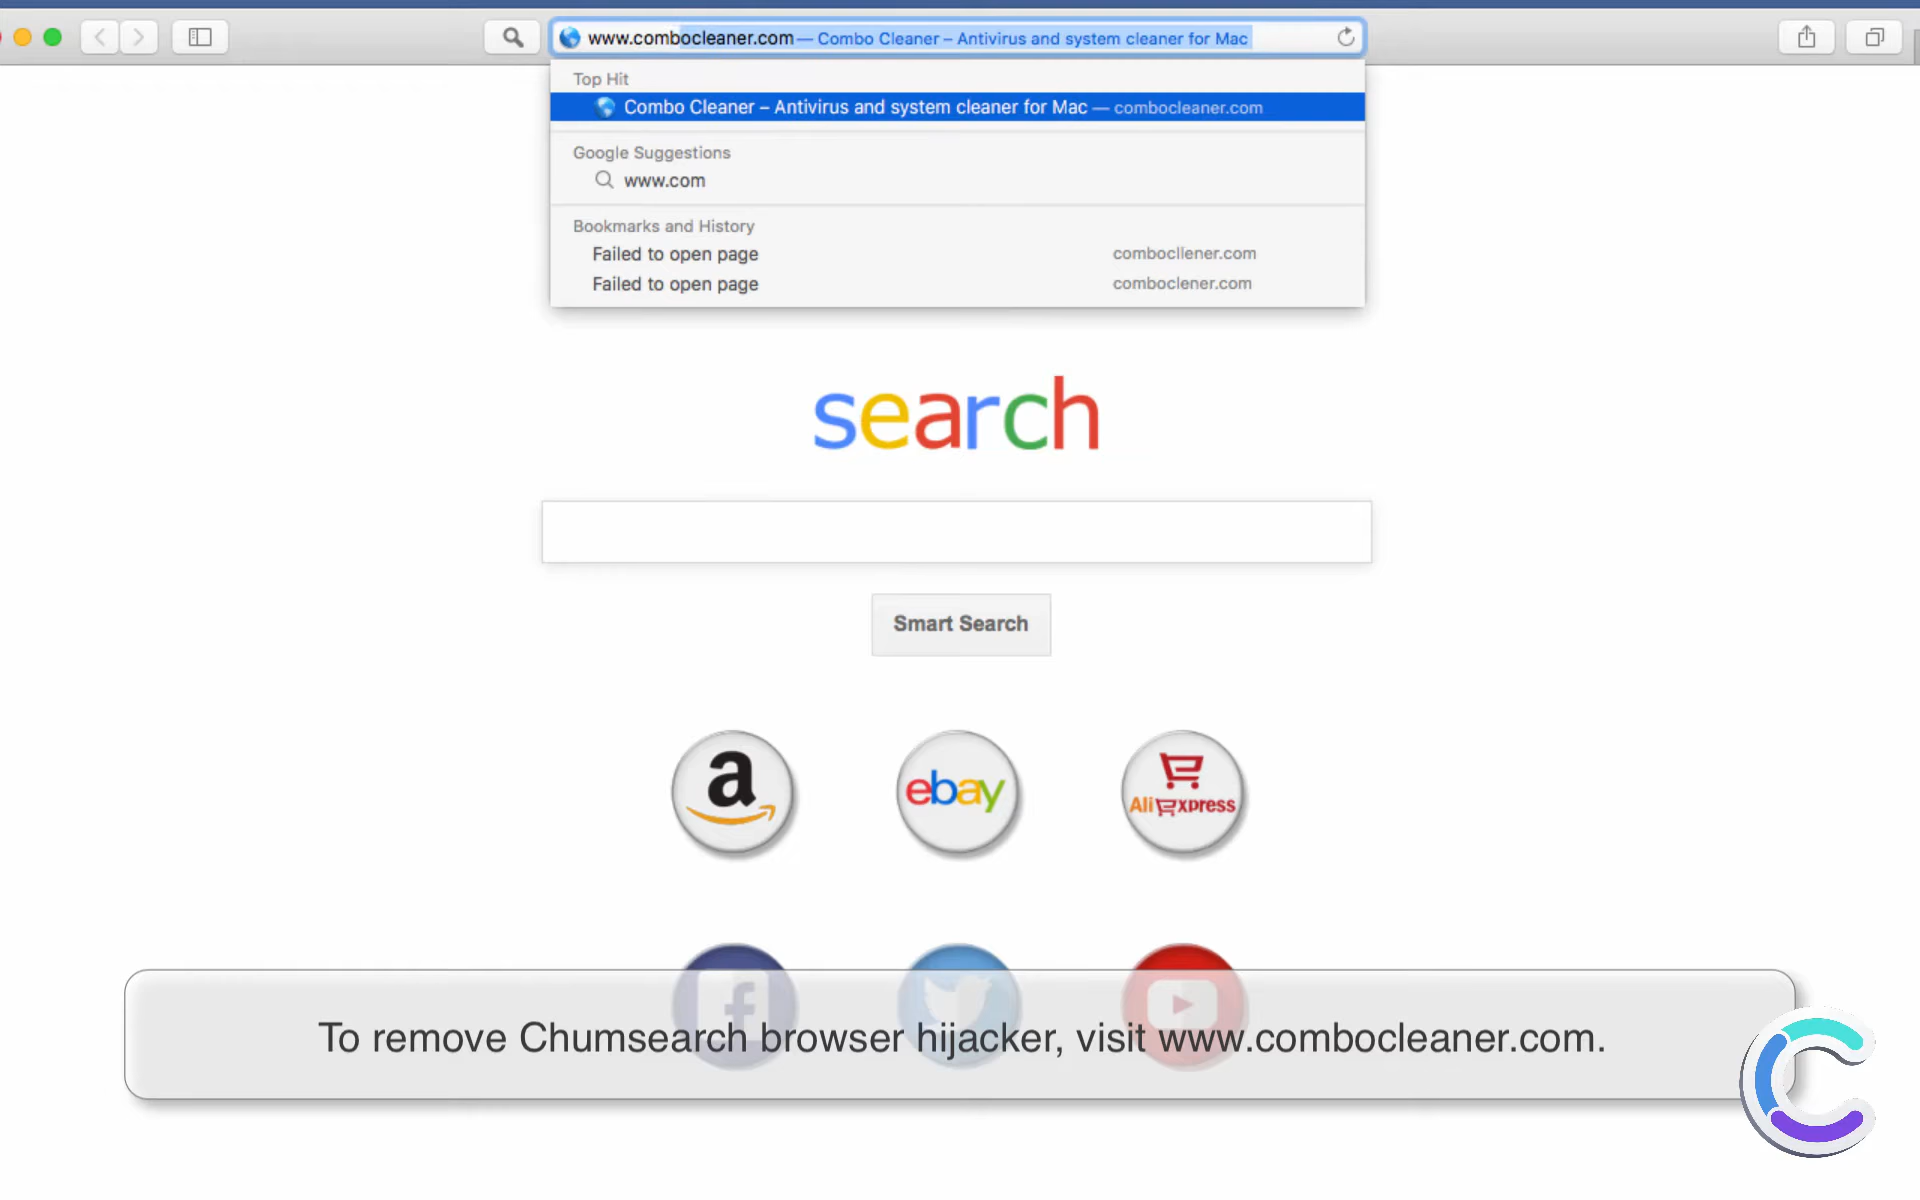 www.combocleaner.com — Combo Cleaner – Antivirus and system cleaner for Mac
Top Hit
Combo Cleaner – Antivirus and system cleaner for Mac — combocleaner.com
Google Suggestions
www.com
Bookmarks and History
Failed to open page combocllener.com
Failed to open page comboclener.com
search
Smart Search
a
ebay
AliExpress
f
To remove Chumsearch browser hijacker, visit www.combocleaner.com.